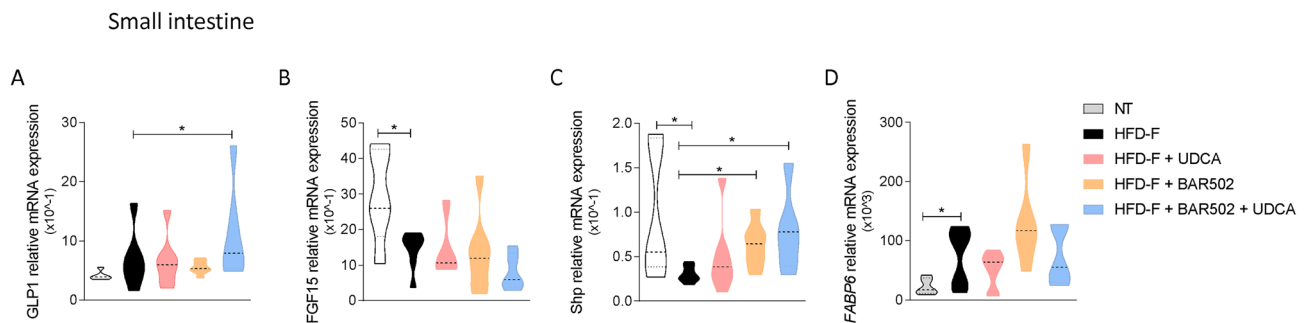 Small intestine
A
GLP1 relative mRNA expression
(x10^-1)
30
20
10
0
*
B
FGF15 relative mRNA expression
(x10^-1)
50
40
30
20
10
0
*
C
Shp relative mRNA expression
(x10^-1)
2.0
1.5
1.0
0.5
0.0
*
*
*
D
FABP6 relative mRNA expression
(x10^3)
300
200
100
0
*
NT
HFD-F
HFD-F + UDCA
HFD-F + BAR502
HFD-F + BAR502 + UDCA